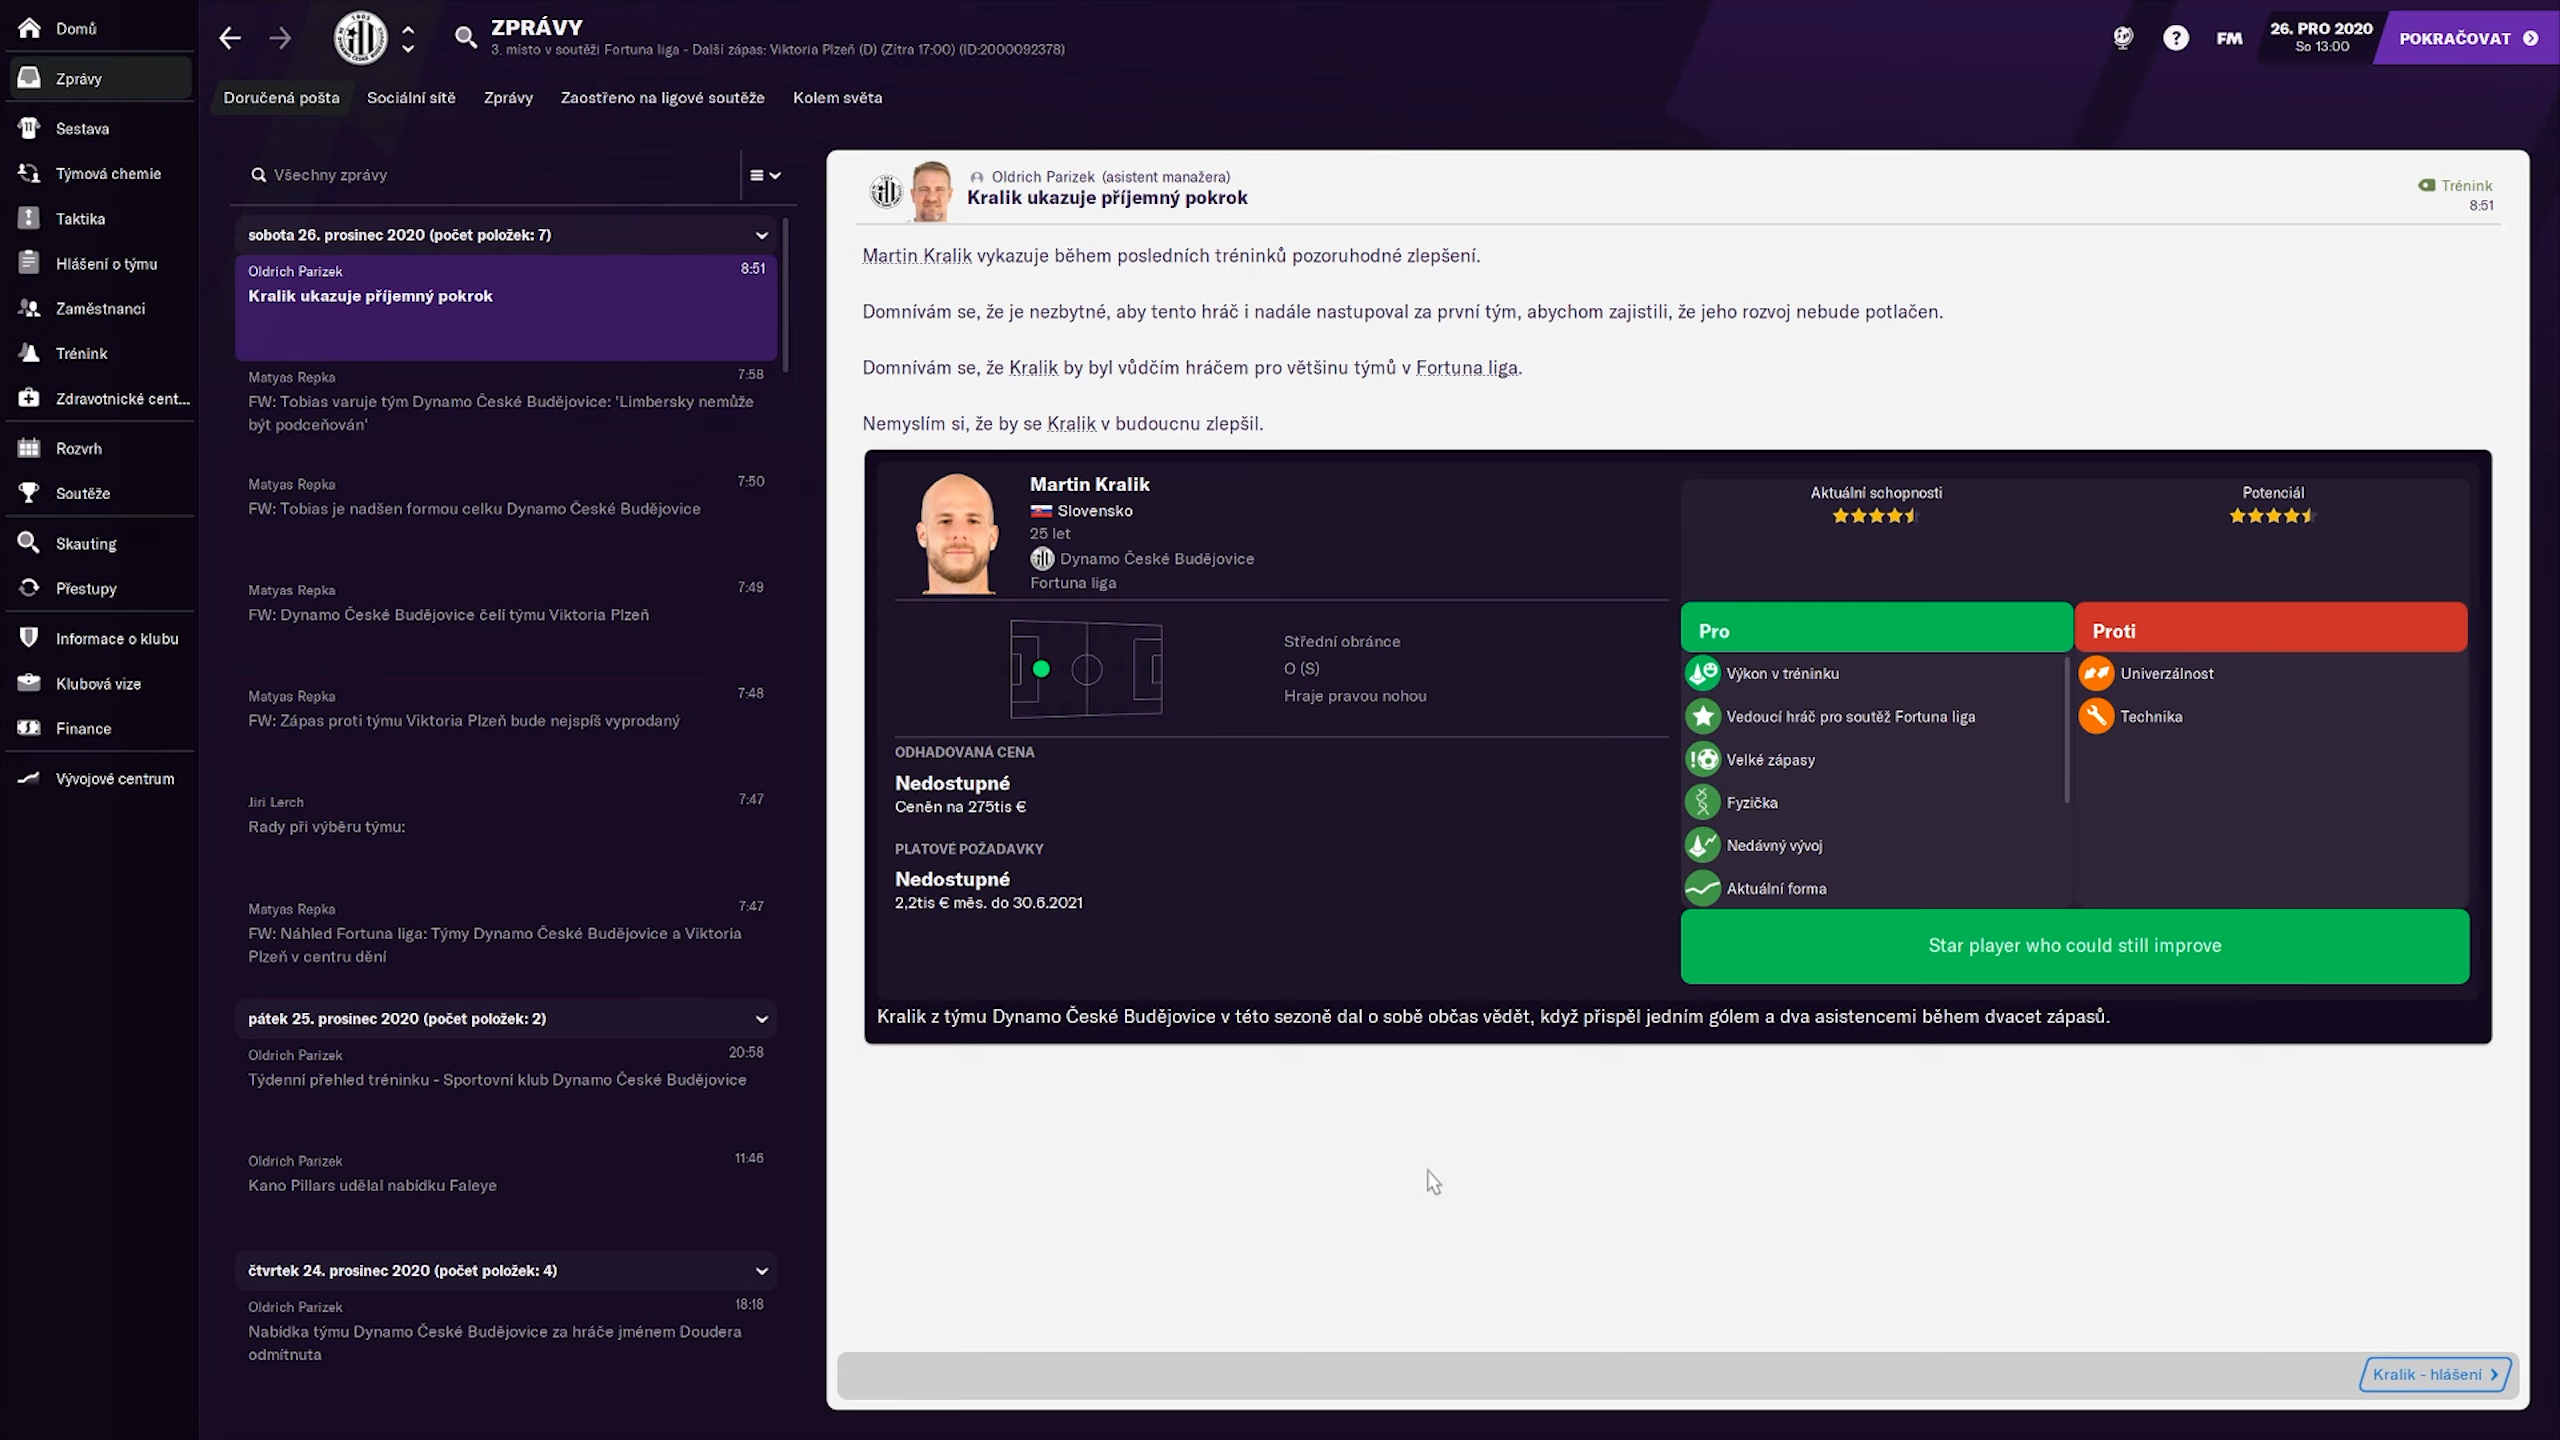 Domů
Zprávy
Sestava
Týmová chemie
Taktika
Hlášení o týmu
Zaměstnanci
Trénink
Zdravotnické cent...
Rozvrh
Soutěže
Skauting
Přestupy
Informace o klubu
Klubová vize
Finance
Vývojové centrum
ZPRÁVY
3. místo v soutěži Fortuna liga - Další zápas: Viktoria Plzeň (D) (Zítra 17:00) (ID:2000092378)
FM
26. PRO 2020
So 13:00
POKRAČOVAT
Doručená pošta
Sociální sítě
Zprávy
Zaostřeno na ligové soutěže
Kolem světa
Všechny zprávy
sobota 26. prosinec 2020 (počet položek: 7)
Oldrich Parizek 8:51
Kralik ukazuje příjemný pokrok
Matyas Repka 7:58
FW: Tobias varuje tým Dynamo České Budějovice: 'Limbersky nemůže
být podceňován'
Matyas Repka 7:50
FW: Tobias je nadšen formou celku Dynamo České Budějovice
Matyas Repka 7:49
FW: Dynamo České Budějovice čelí týmu Viktoria Plzeň
Matyas Repka 7:48
FW: Zápas proti týmu Viktoria Plzeň bude nejspíš vyprodaný
Jiri Lerch 7:47
Rady při výběru týmu:
Matyas Repka 7:47
FW: Náhled Fortuna liga: Týmy Dynamo České Budějovice a Viktoria
Plzeň v centru dění
pátek 25. prosinec 2020 (počet položek: 2)
Oldrich Parizek 20:58
Týdenní přehled tréninku - Sportovní klub Dynamo České Budějovice
Oldrich Parizek 11:46
Kano Pillars udělal nabídku Faleye
čtvrtek 24. prosinec 2020 (počet položek: 4)
Oldrich Parizek 18:18
Nabídka týmu Dynamo České Budějovice za hráče jménem Doudera
odmítnuta
Oldrich Parizek (asistent manažera)
Kralik ukazuje příjemný pokrok
Trénink
8:51
Martin Kralik vykazuje během posledních tréninků pozoruhodné zlepšení.
Domnívám se, že je nezbytné, aby tento hráč i nadále nastupoval za první tým, abychom zajistili, že jeho rozvoj nebude potlačen.
Domnívám se, že Kralik by byl vůdčím hráčem pro většinu týmů v Fortuna liga.
Nemyslím si, že by se Kralik v budoucnu zlepšil.
Martin Kralik
Slovensko
25 let
Dynamo České Budějovice
Fortuna liga
Střední obránce
O (S)
Hraje pravou nohou
ODHADOVANÁ CENA
Nedostupné
Ceněn na 275tis €
PLATOVÉ POŽADAVKY
Nedostupné
2,2tis € měs. do 30.6.2021
Aktuální schopnosti
Potenciál
Pro
Výkon v tréninku
Vedoucí hráč pro soutěž Fortuna liga
Velké zápasy
Fyzička
Nedávný vývoj
Aktuální forma
Proti
Univerzálnost
Technika
Star player who could still improve
Kralik z týmu Dynamo České Budějovice v této sezoně dal o sobě občas vědět, když přispěl jedním gólem a dva asistencemi během dvacet zápasů.
Kralik - hlášení